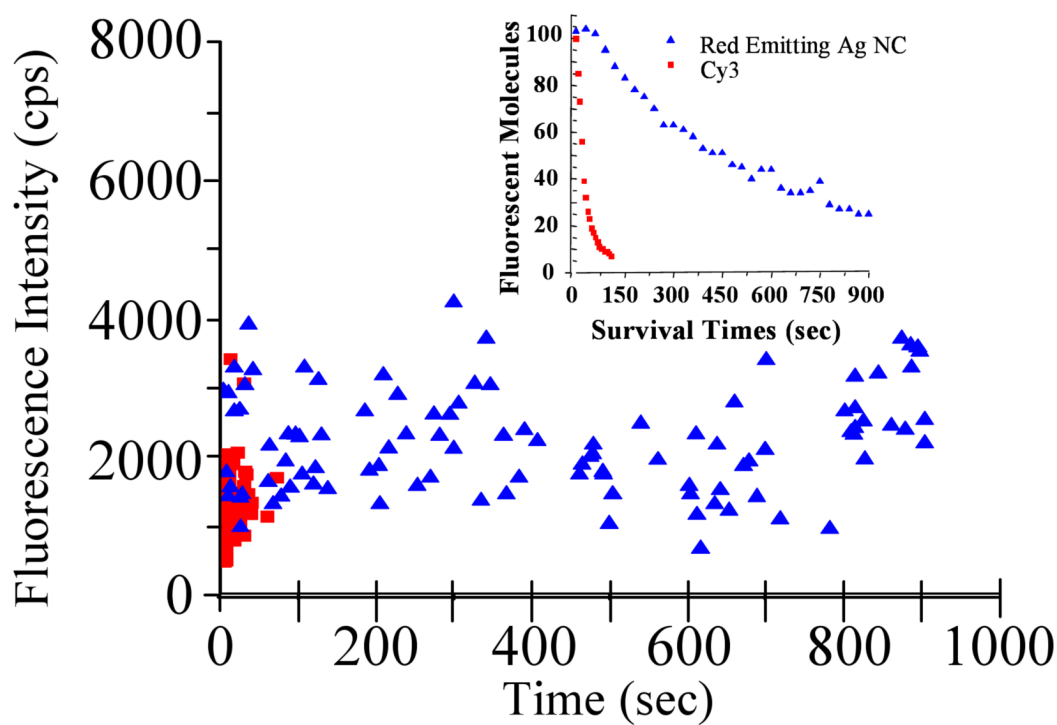 Fluorescence Intensity (cps)
8000
6000
4000
2000
0
0 200 400 600 800 1000
Time (sec)
Fluorescent Molecules
100
80
60
40
20
0
0 150 300 450 600 750 900
Survival Times (sec)
Red Emitting Ag NC
Cy3